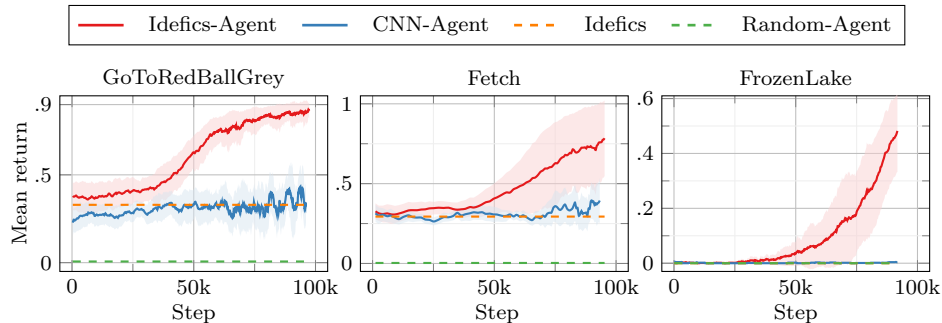 Idefics-Agent CNN-Agent Idefics Random-Agent
GoToRedBallGrey Fetch FrozenLake
Mean return
.9
.5
0
0 50k 100k
Step
1
.5
0
0 50k 100k
Step
.6
.4
.2
0
0 50k 100k
Step